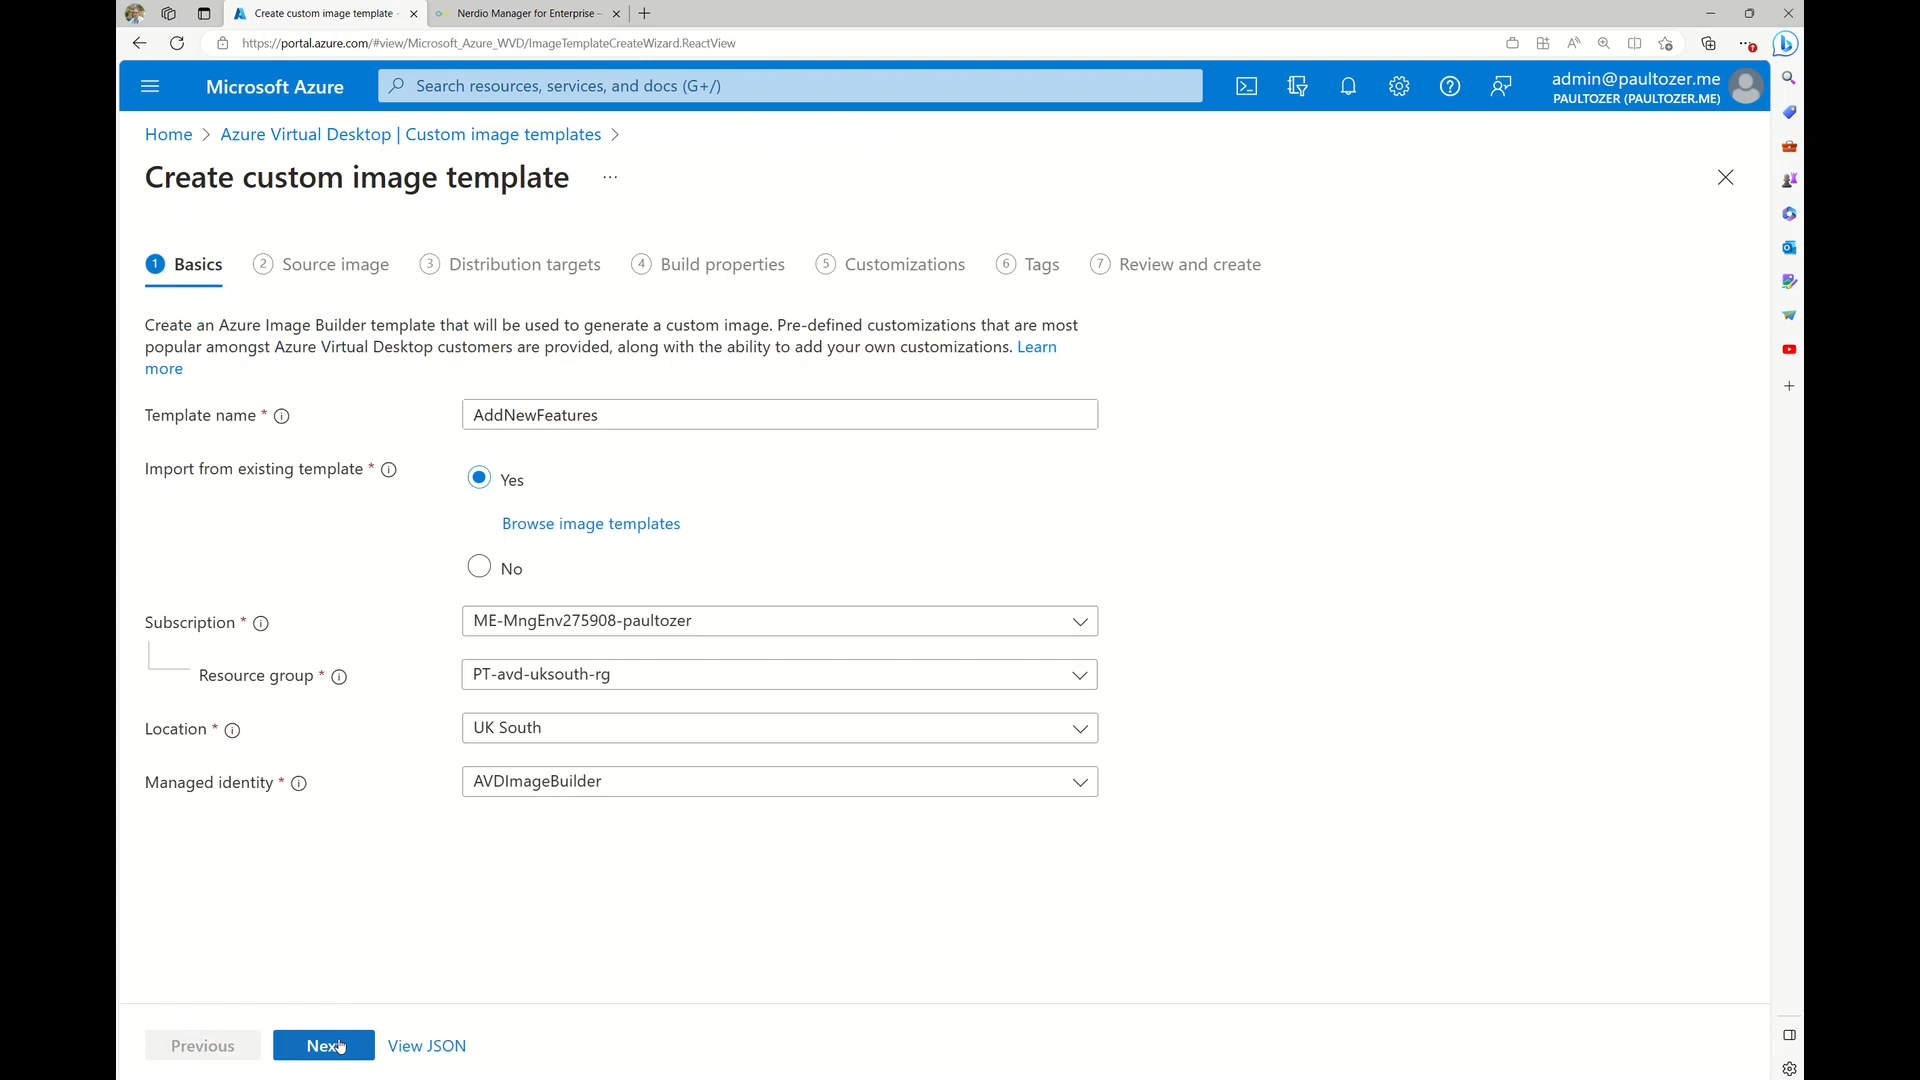 Create custom image template -
Nerdio Manager for Enterprise -
https://portal.azure.com/#view/Microsoft_Azure_WVD/ImageTemplateCreateWizard.ReactView
Microsoft Azure
Search resources, services, and docs (G+/)
admin@paultozer.me
PAULTOZER (PAULTOZER.ME)
Home > Azure Virtual Desktop | Custom image templates >
Create custom image template ...
1 Basics
2 Source image
3 Distribution targets
4 Build properties
5 Customizations
6 Tags
7 Review and create
Create an Azure Image Builder template that will be used to generate a custom image. Pre-defined customizations that are most
popular amongst Azure Virtual Desktop customers are provided, along with the ability to add your own customizations. Learn
more
Template name *
AddNewFeatures
Import from existing template *
Yes
Browse image templates
No
Subscription *
ME-MngEnv275908-paultozer
Resource group *
PT-avd-uksouth-rg
Location *
UK South
Managed identity *
AVDImageBuilder
Previous
Next
View JSON